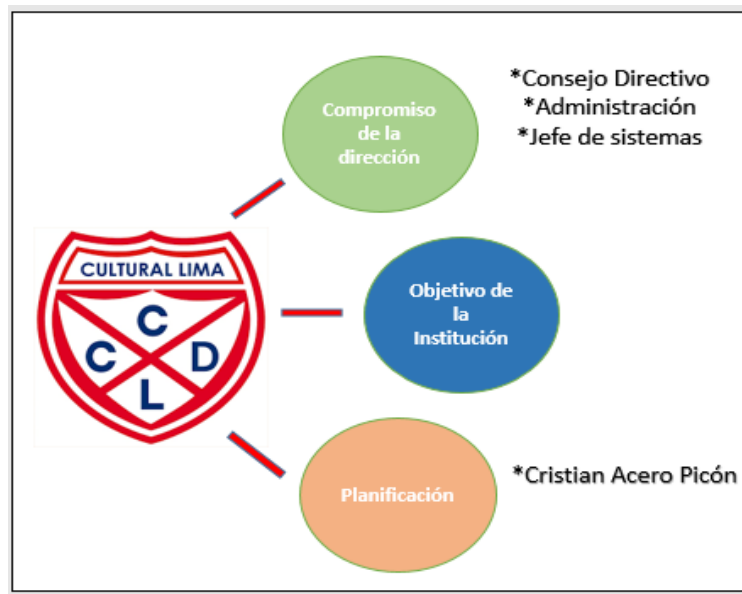 Compromiso
de la
dirección
*Consejo Directivo
*Administración
*Jefe de sistemas
CULTURAL LIMA
C
C D
L
Objetivo de
la
Institución
Planificación
*Cristian Acero Picón